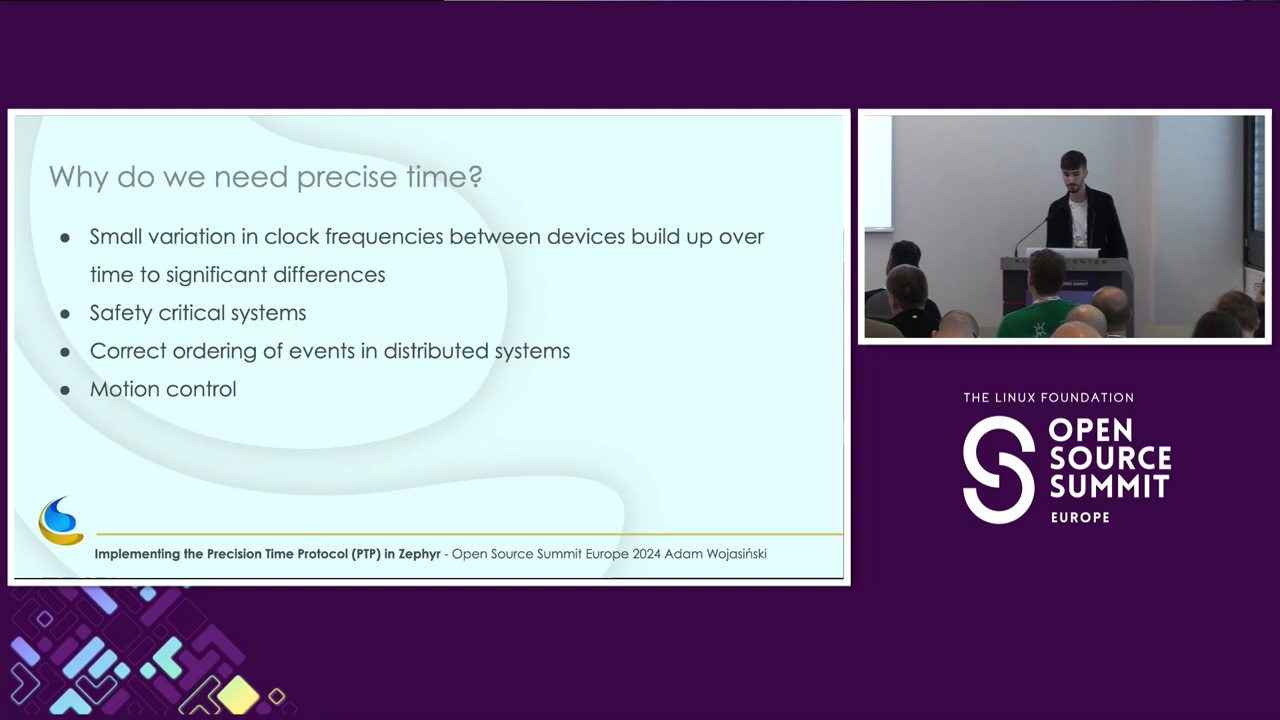 Why do we need precise time?
● Small variation in clock frequencies between devices build up over
time to significant differences
● Safety critical systems
● Correct ordering of events in distributed systems
● Motion control
Implementing the Precision Time Protocol (PTP) in Zephyr - Open Source Summit Europe 2024 Adam Wojasiński
THE LINUX FOUNDATION
OPEN
SOURCE
SUMMIT
EUROPE